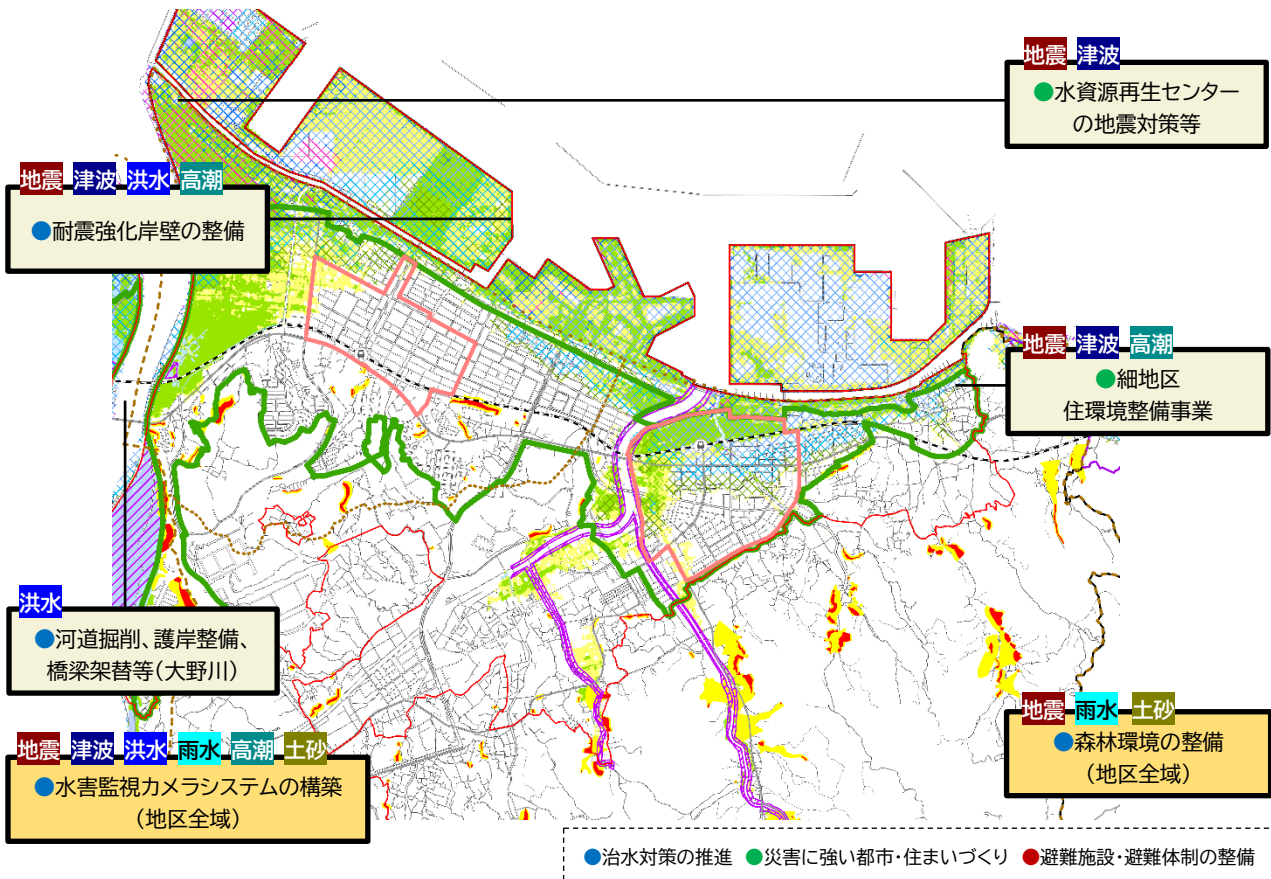 地震 津波
●水資源再生センター
の地震対策等
地震 津波 洪水 高潮
●耐震強化岸壁の整備
地震 津波 高潮
●細地区
住環境整備事業
洪水
●河道掘削、護岸整備、
橋梁架替等(大野川)
地震 津波 洪水 雨水 高潮 土砂
●水害監視カメラシステムの構築
(地区全域)
地震 雨水 土砂
●森林環境の整備
(地区全域)
●治水対策の推進 ●災害に強い都市・住まいづくり ●避難施設・避難体制の整備